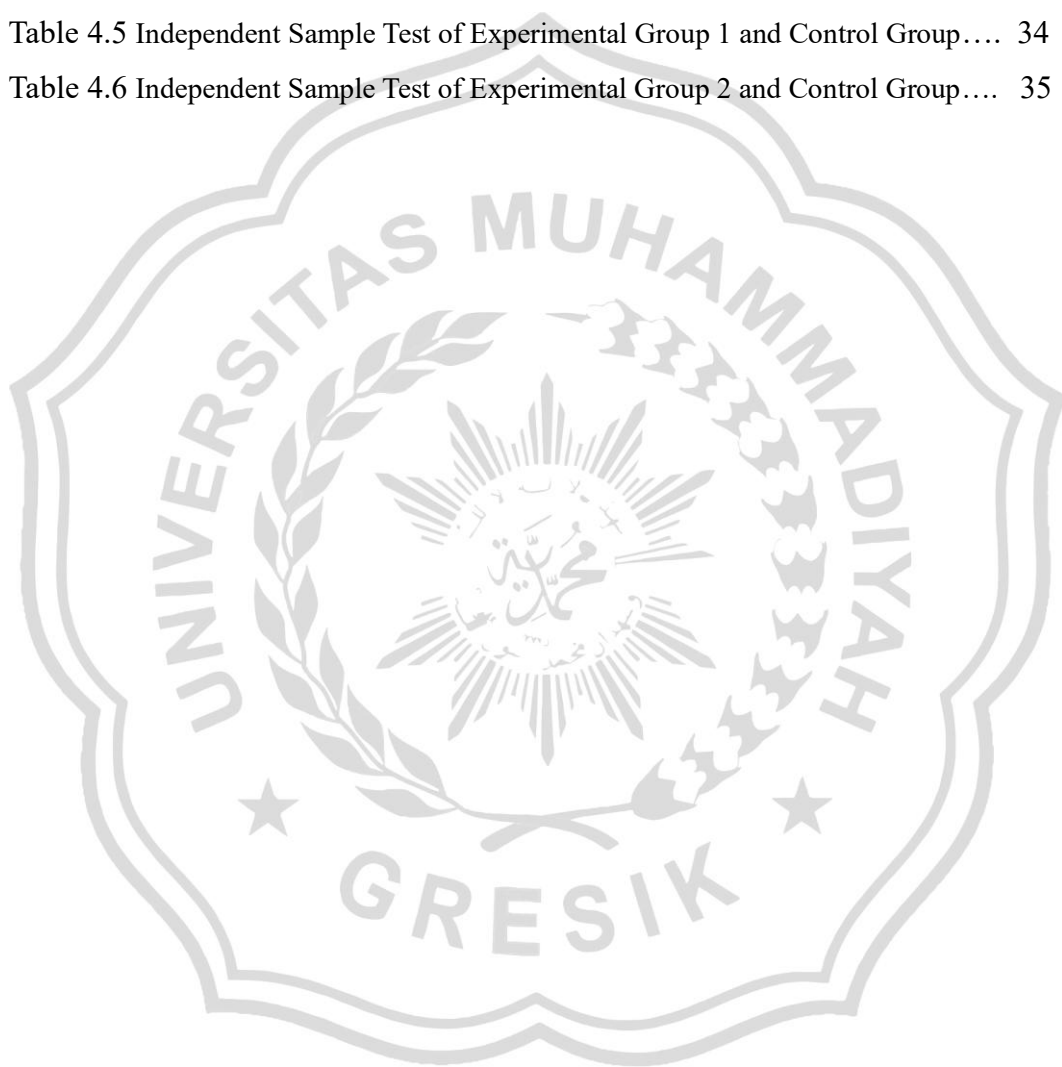 Table 4.5 Independent Sample Test of Experimental Group 1 and Control Group…. 34
Table 4.6 Independent Sample Test of Experimental Group 2 and Control Group…. 35
UNIVERSITAS MUHAMMADIYAH
محمد
GRESIK